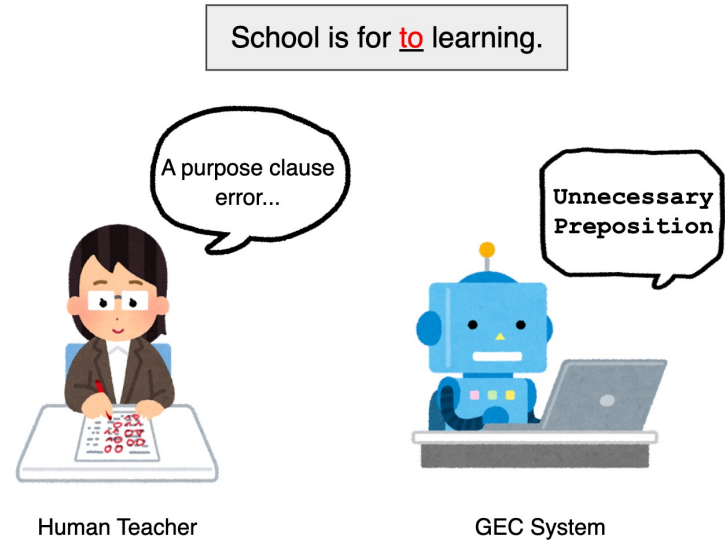 School is for to learning.
A purpose clause
error...
Unnecessary
Preposition
Human Teacher
GEC System